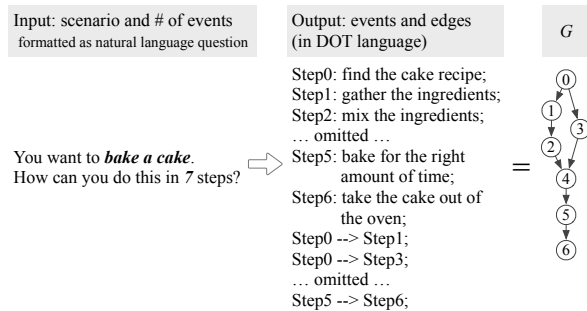 Input: scenario and # of events
formatted as natural language question
Output: events and edges
(in DOT language)
G
You want to bake a cake.
How can you do this in 7 steps?
Step0: find the cake recipe;
Step1: gather the ingredients;
Step2: mix the ingredients;
… omitted …
Step5: bake for the right
amount of time;
Step6: take the cake out of
the oven;
Step0 --> Step1;
Step0 --> Step3;
… omitted …
Step5 --> Step6;
=
0
1
3
2
4
5
6